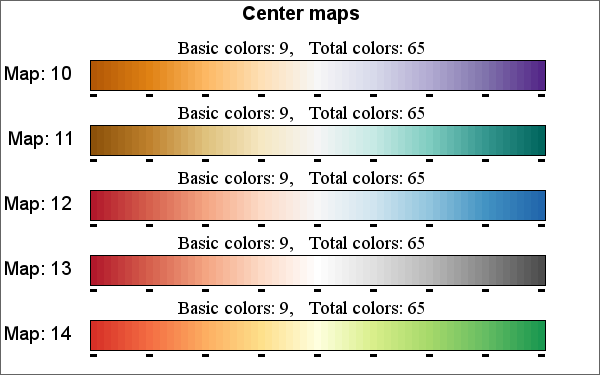 Center maps
Basic colors: 9,   Total colors: 65
Map: 10
Basic colors: 9,   Total colors: 65
Map: 11
Basic colors: 9,   Total colors: 65
Map: 12
Basic colors: 9,   Total colors: 65
Map: 13
Basic colors: 9,   Total colors: 65
Map: 14